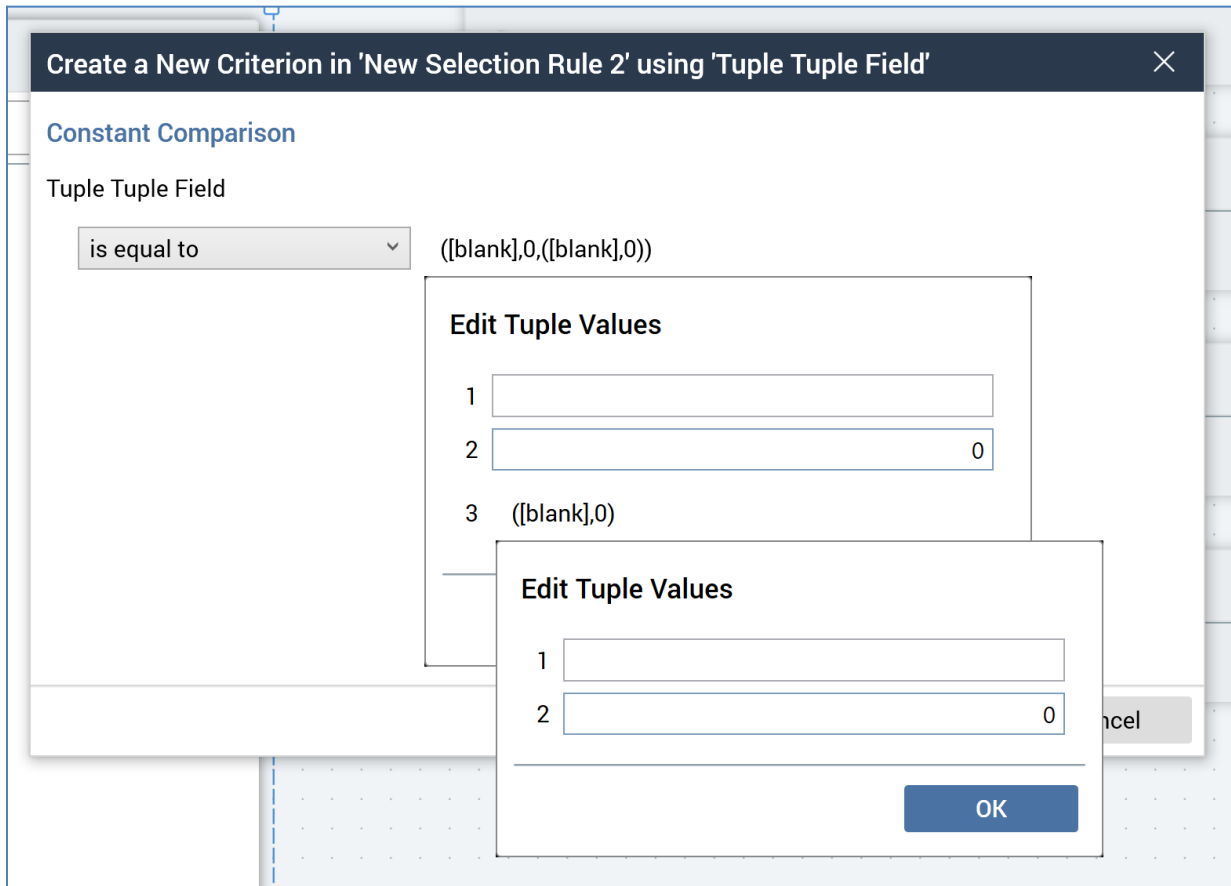 Create a New Criterion in 'New Selection Rule 2' using 'Tuple Tuple Field'
Constant Comparison
Tuple Tuple Field
is equal to
([blank],0,([blank],0))
Edit Tuple Values
1
2 0
3 ([blank],0)
Edit Tuple Values
1
2 0
ncel
OK